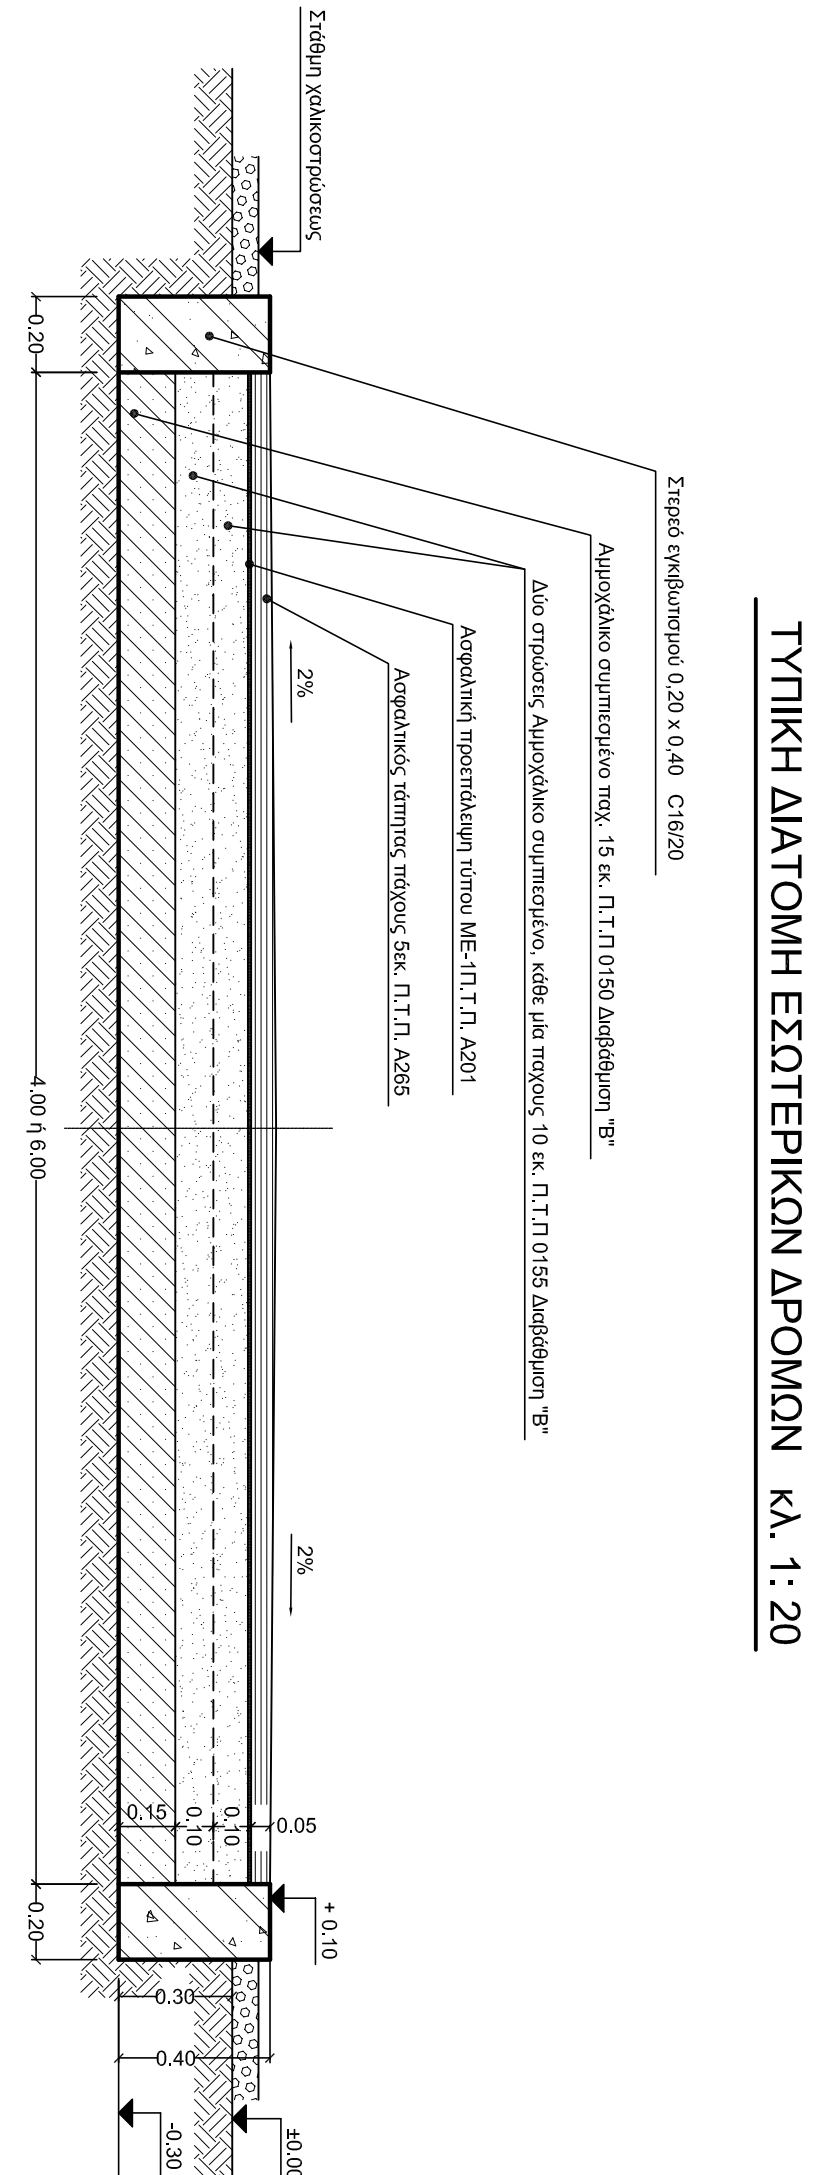 ΤΥΠΙΚΗ ΔΙΑΤΟΜΗ ΕΣΩΤΕΡΙΚΩΝ ΔΡΟΜΩΝ κλ. 1: 20
Στερεό εγκιβωτισμού 0,20 x 0,40 C16/20
Αμμοχάλικο συμπιεσμένο παχ. 15 εκ. Π.Τ.Π 0150 Διαβάθμιση "Β"
Δύο στρώσεις Αμμοχάλικο συμπιεσμένο, κάθε μία παχους 10 εκ. Π.Τ.Π 0155 Διαβάθμιση "Β"
Ασφαλτική προεπάλειψη τύπου ΜΕ-1Π.Τ.Π. Α201
Ασφαλτικός τάπητας πάχους 5εκ. Π.Τ.Π. Α265
Στάθμη χαλικοστρώσεως
2%
2%
+ 0.10
±0.00
-0.30
0.05
0.10
0.10
0.15
0.30
0.40
0.20
4.00 ή 6.00
0.20